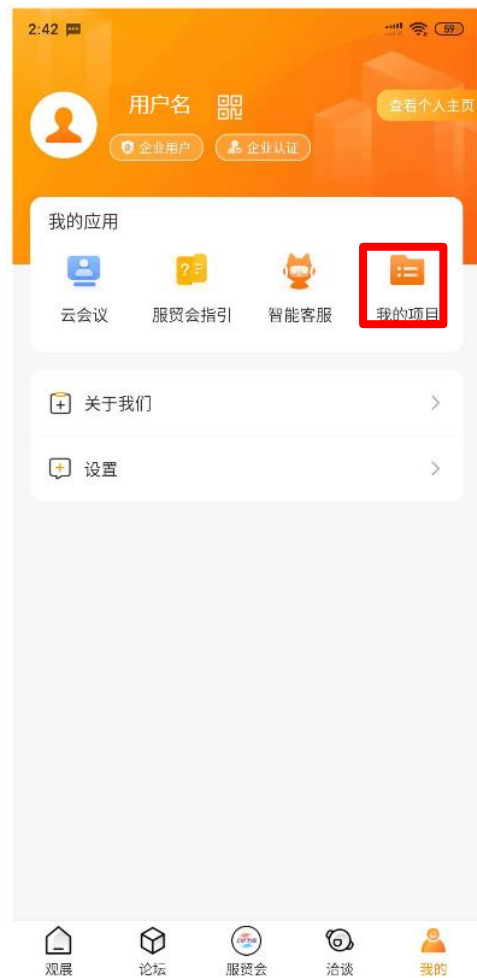 2:42
59
用户名
查看个人主页
企业用户 企业认证
我的应用
云会议 服贸会指引 智能客服 我的项目
关于我们
设置
CIFTIS
观展 论坛 服贸会 洽谈 我的